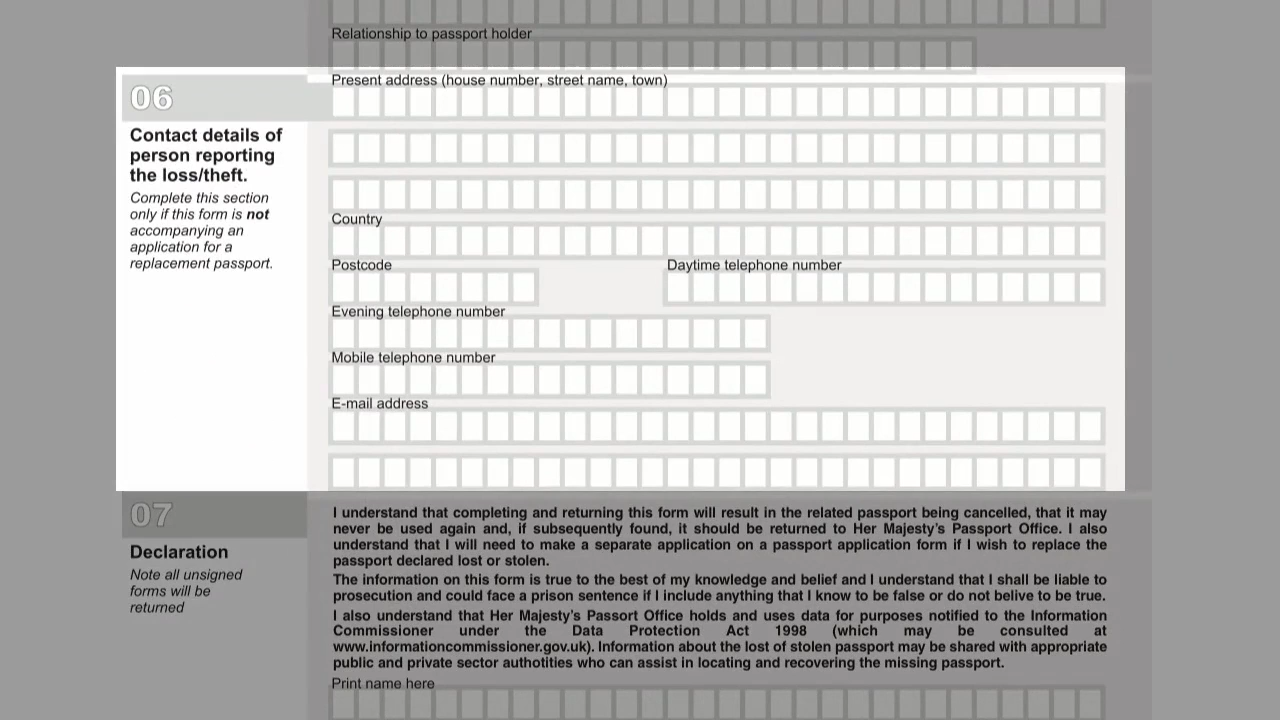 Relationship to passport holder
06
Present address (house number, street name, town)
Contact details of
person reporting
the loss/theft.
Complete this section
only if this form is not
accompanying an
application for a
replacement passport.
Country
Postcode
Daytime telephone number
Evening telephone number
Mobile telephone number
E-mail address
07
Declaration
Note all unsigned
forms will be
returned
I understand that completing and returning this form will result in the related passport being cancelled, that it may
never be used again and, if subsequently found, it should be returned to Her Majesty's Passport Office. I also
understand that I will need to make a separate application on a passport application form if I wish to replace the
passport declared lost or stolen.
The information on this form is true to the best of my knowledge and belief and I understand that I shall be liable to
prosecution and could face a prison sentence if I include anything that I know to be false or do not belive to be true.
I also understand that Her Majesty's Passort Office holds and uses data for purposes notified to the Information
Commissioner under the Data Protection Act 1998 (which may be consulted at
www.informationcommissioner.gov.uk). Information about the lost of stolen passport may be shared with appropriate
public and private sector authotities who can assist in locating and recovering the missing passport.
Print name here